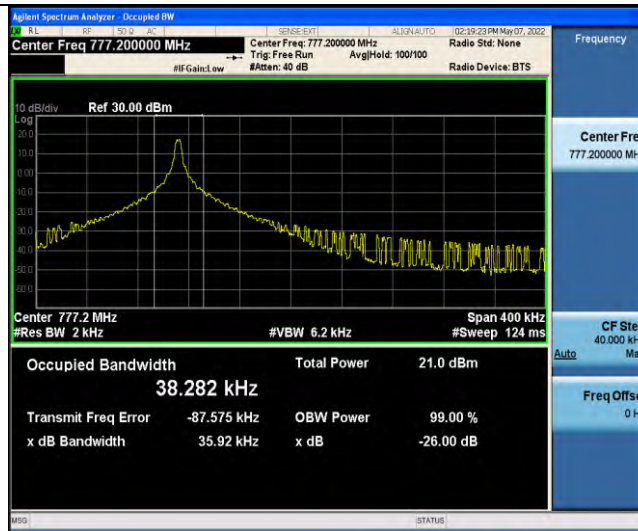 Agilent Spectrum Analyzer - Occupied BW
RL RF 50 Ω AC SENSE:EXT ALIGN AUTO 02:19:23 PM May 07, 2022
Center Freq 777.200000 MHz
Center Freq: 777.200000 MHz
Radio Std: None
Trig: Free Run Avg|Hold: 100/100
#IFGain:Low #Atten: 40 dB Radio Device: BTS
10 dB/div Ref 30.00 dBm
Log
20.0
10.0
0.00
-10.0
-20.0
-30.0
-40.0
-50.0
-60.0
Center 777.2 MHz Span 400 kHz
#Res BW 2 kHz #VBW 6.2 kHz #Sweep 124 ms
Occupied Bandwidth Total Power 21.0 dBm
38.282 kHz
Transmit Freq Error -87.575 kHz OBW Power 99.00 %
x dB Bandwidth 35.92 kHz x dB -26.00 dB
MSG STATUS
Frequency
Center Fre
777.200000 MH
CF Ste
40.000 kH
Auto Ma
Freq Offse
0 H